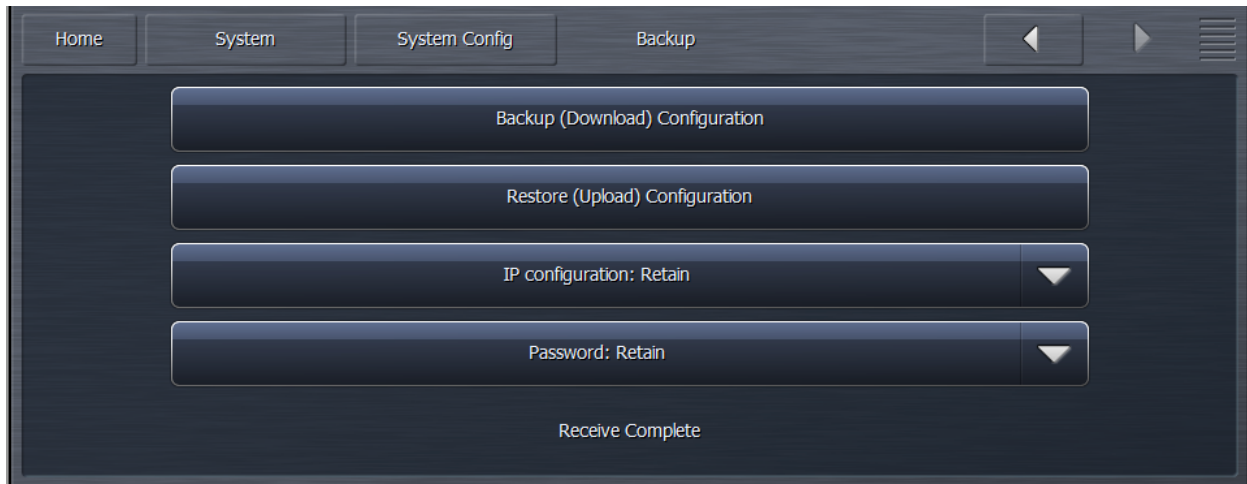 Home System System Config Backup
Backup (Download) Configuration
Restore (Upload) Configuration
IP configuration: Retain
Password: Retain
Receive Complete